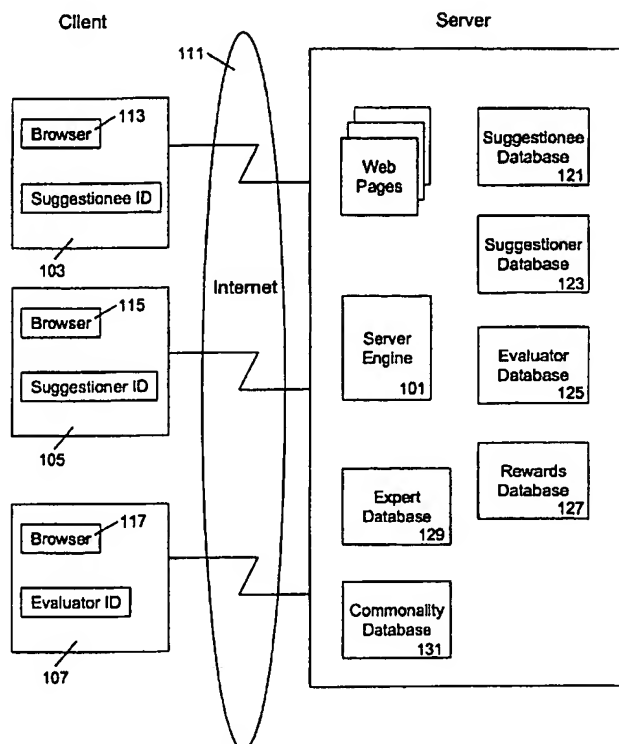 Client
Server
111
Browser
113
Suggestionee ID
103
Browser
115
Suggestioner ID
105
Browser
117
Evaluator ID
107
Internet
Web
Pages
Suggestionee
Database
121
Suggestioner
Database
123
Server
Engine
101
Evaluator
Database
125
Rewards
Database
127
Expert
Database
129
Commonality
Database
131